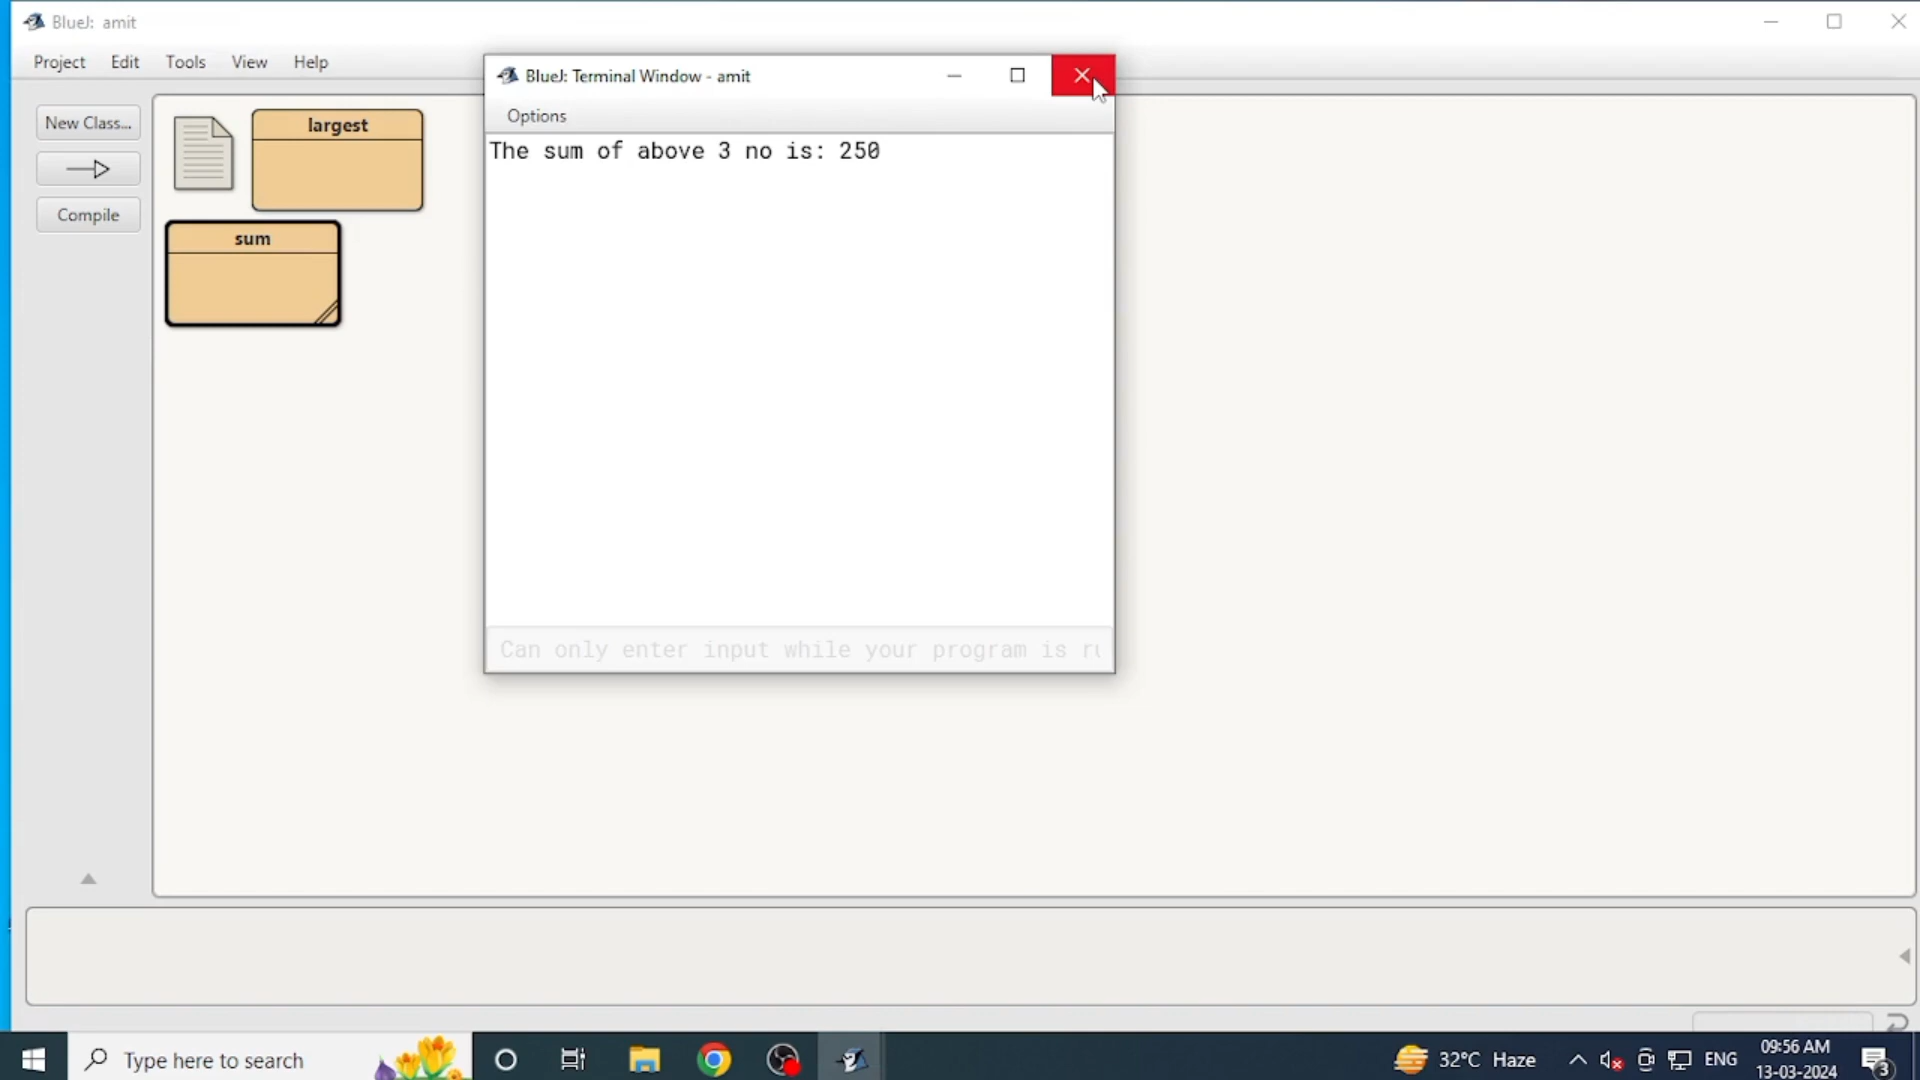 BlueJ: amit
Project Edit Tools View Help
New Class...
Compile
largest
sum
BlueJ: Terminal Window - amit
Options
The sum of above 3 no is: 250
Can only enter input while your program is
Type here to search
32°C Haze
ENG
09:56 AM
13-03-2024
3